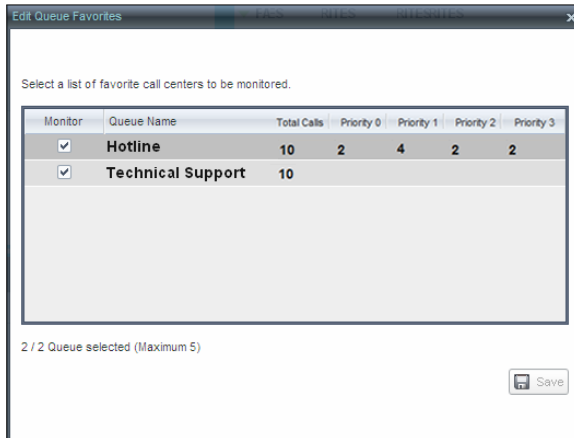 Edit Queue Favorites
RITES
Select a list of favorite call centers to be monitored.
Monitor Queue Name Total Calls Priority 0 Priority 1 Priority 2 Priority 3
Hotline 10 2 4 2 2
Technical Support 10
2 / 2 Queue selected (Maximum 5)
Save